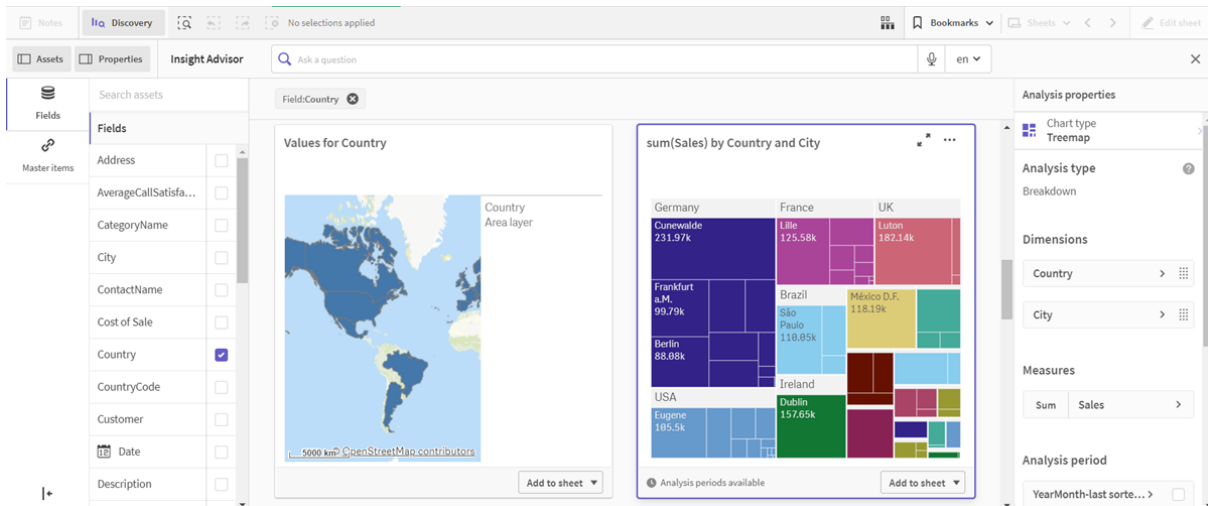 Notes
Discovery
No selections applied
Bookmarks
Sheets
Edit sheet
Assets
Properties
Insight Advisor
Ask a question
en
Fields
Master items
Search assets
Fields
Address
AverageCallSatisfa...
CategoryName
City
ContactName
Cost of Sale
Country
CountryCode
Customer
Date
Description
Field:Country
Values for Country
Country
Area layer
5000 km
© OpenStreetMap contributors
Add to sheet
sum(Sales) by Country and City
Germany
Cunewalde
231.97k
Frankfurt
a.M.
99.79k
Berlin
88.08k
USA
Eugene
105.5k
France
Lille
125.58k
Brazil
São
Paulo
110.05k
Ireland
Dublin
157.65k
UK
Luton
182.14k
México D.F.
118.19k
Analysis periods available
Add to sheet
Analysis properties
Chart type
Treemap
Analysis type
Breakdown
Dimensions
Country
City
Measures
Sum Sales
Analysis period
YearMonth-last sorte...